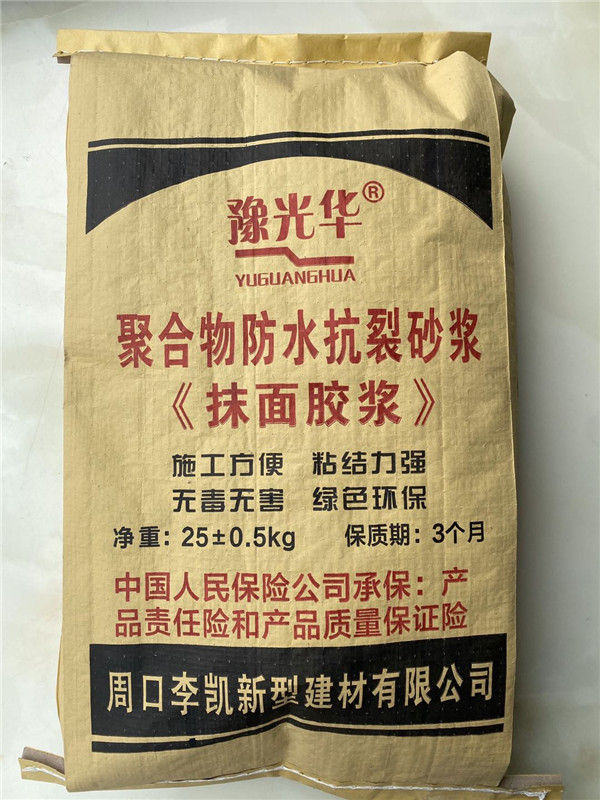 豫光华®
YUGUANGHUA
聚合物防水抗裂砂浆
《抹面胶浆》
施工方便 粘结力强
无毒无害 绿色环保
净重：25±0.5kg 保质期：3个月
中国人民保险公司承保：产
品责任险和产品质量保证险
周口李凯新型建材有限公司